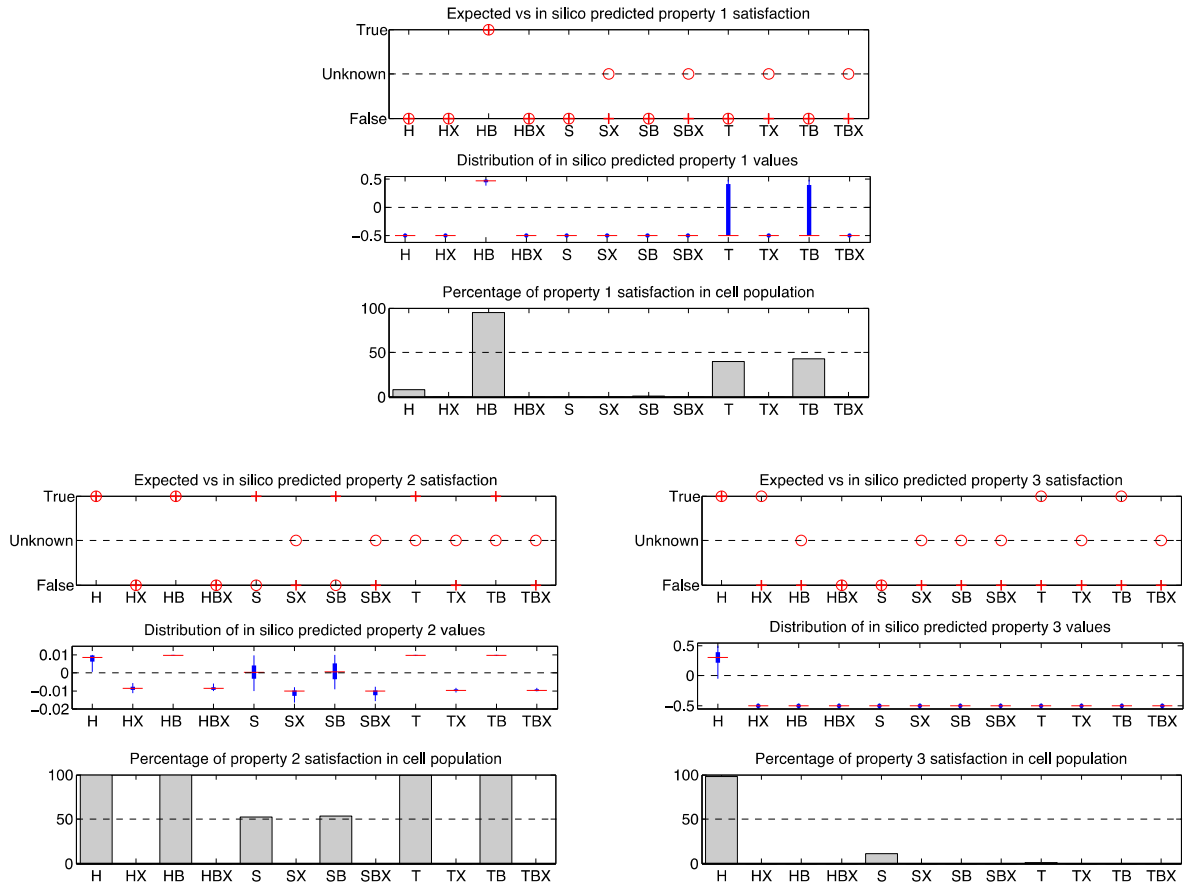 Expected vs in silico predicted property 1 satisfaction
True
Unknown
False
H HX HB HBX S SX SB SBX T TX TB TBX
Distribution of in silico predicted property 1 values
0.5
0
−0.5
H HX HB HBX S SX SB SBX T TX TB TBX
Percentage of property 1 satisfaction in cell population
100
50
0
H HX HB HBX S SX SB SBX T TX TB TBX
Expected vs in silico predicted property 2 satisfaction
True
Unknown
False
H HX HB HBX S SX SB SBX T TX TB TBX
Distribution of in silico predicted property 2 values
0.01
0
−0.01
−0.02
H HX HB HBX S SX SB SBX T TX TB TBX
Percentage of property 2 satisfaction in cell population
100
50
0
H HX HB HBX S SX SB SBX T TX TB TBX
Expected vs in silico predicted property 3 satisfaction
True
Unknown
False
H HX HB HBX S SX SB SBX T TX TB TBX
Distribution of in silico predicted property 3 values
0.5
0
−0.5
H HX HB HBX S SX SB SBX T TX TB TBX
Percentage of property 3 satisfaction in cell population
100
50
0
H HX HB HBX S SX SB SBX T TX TB TBX